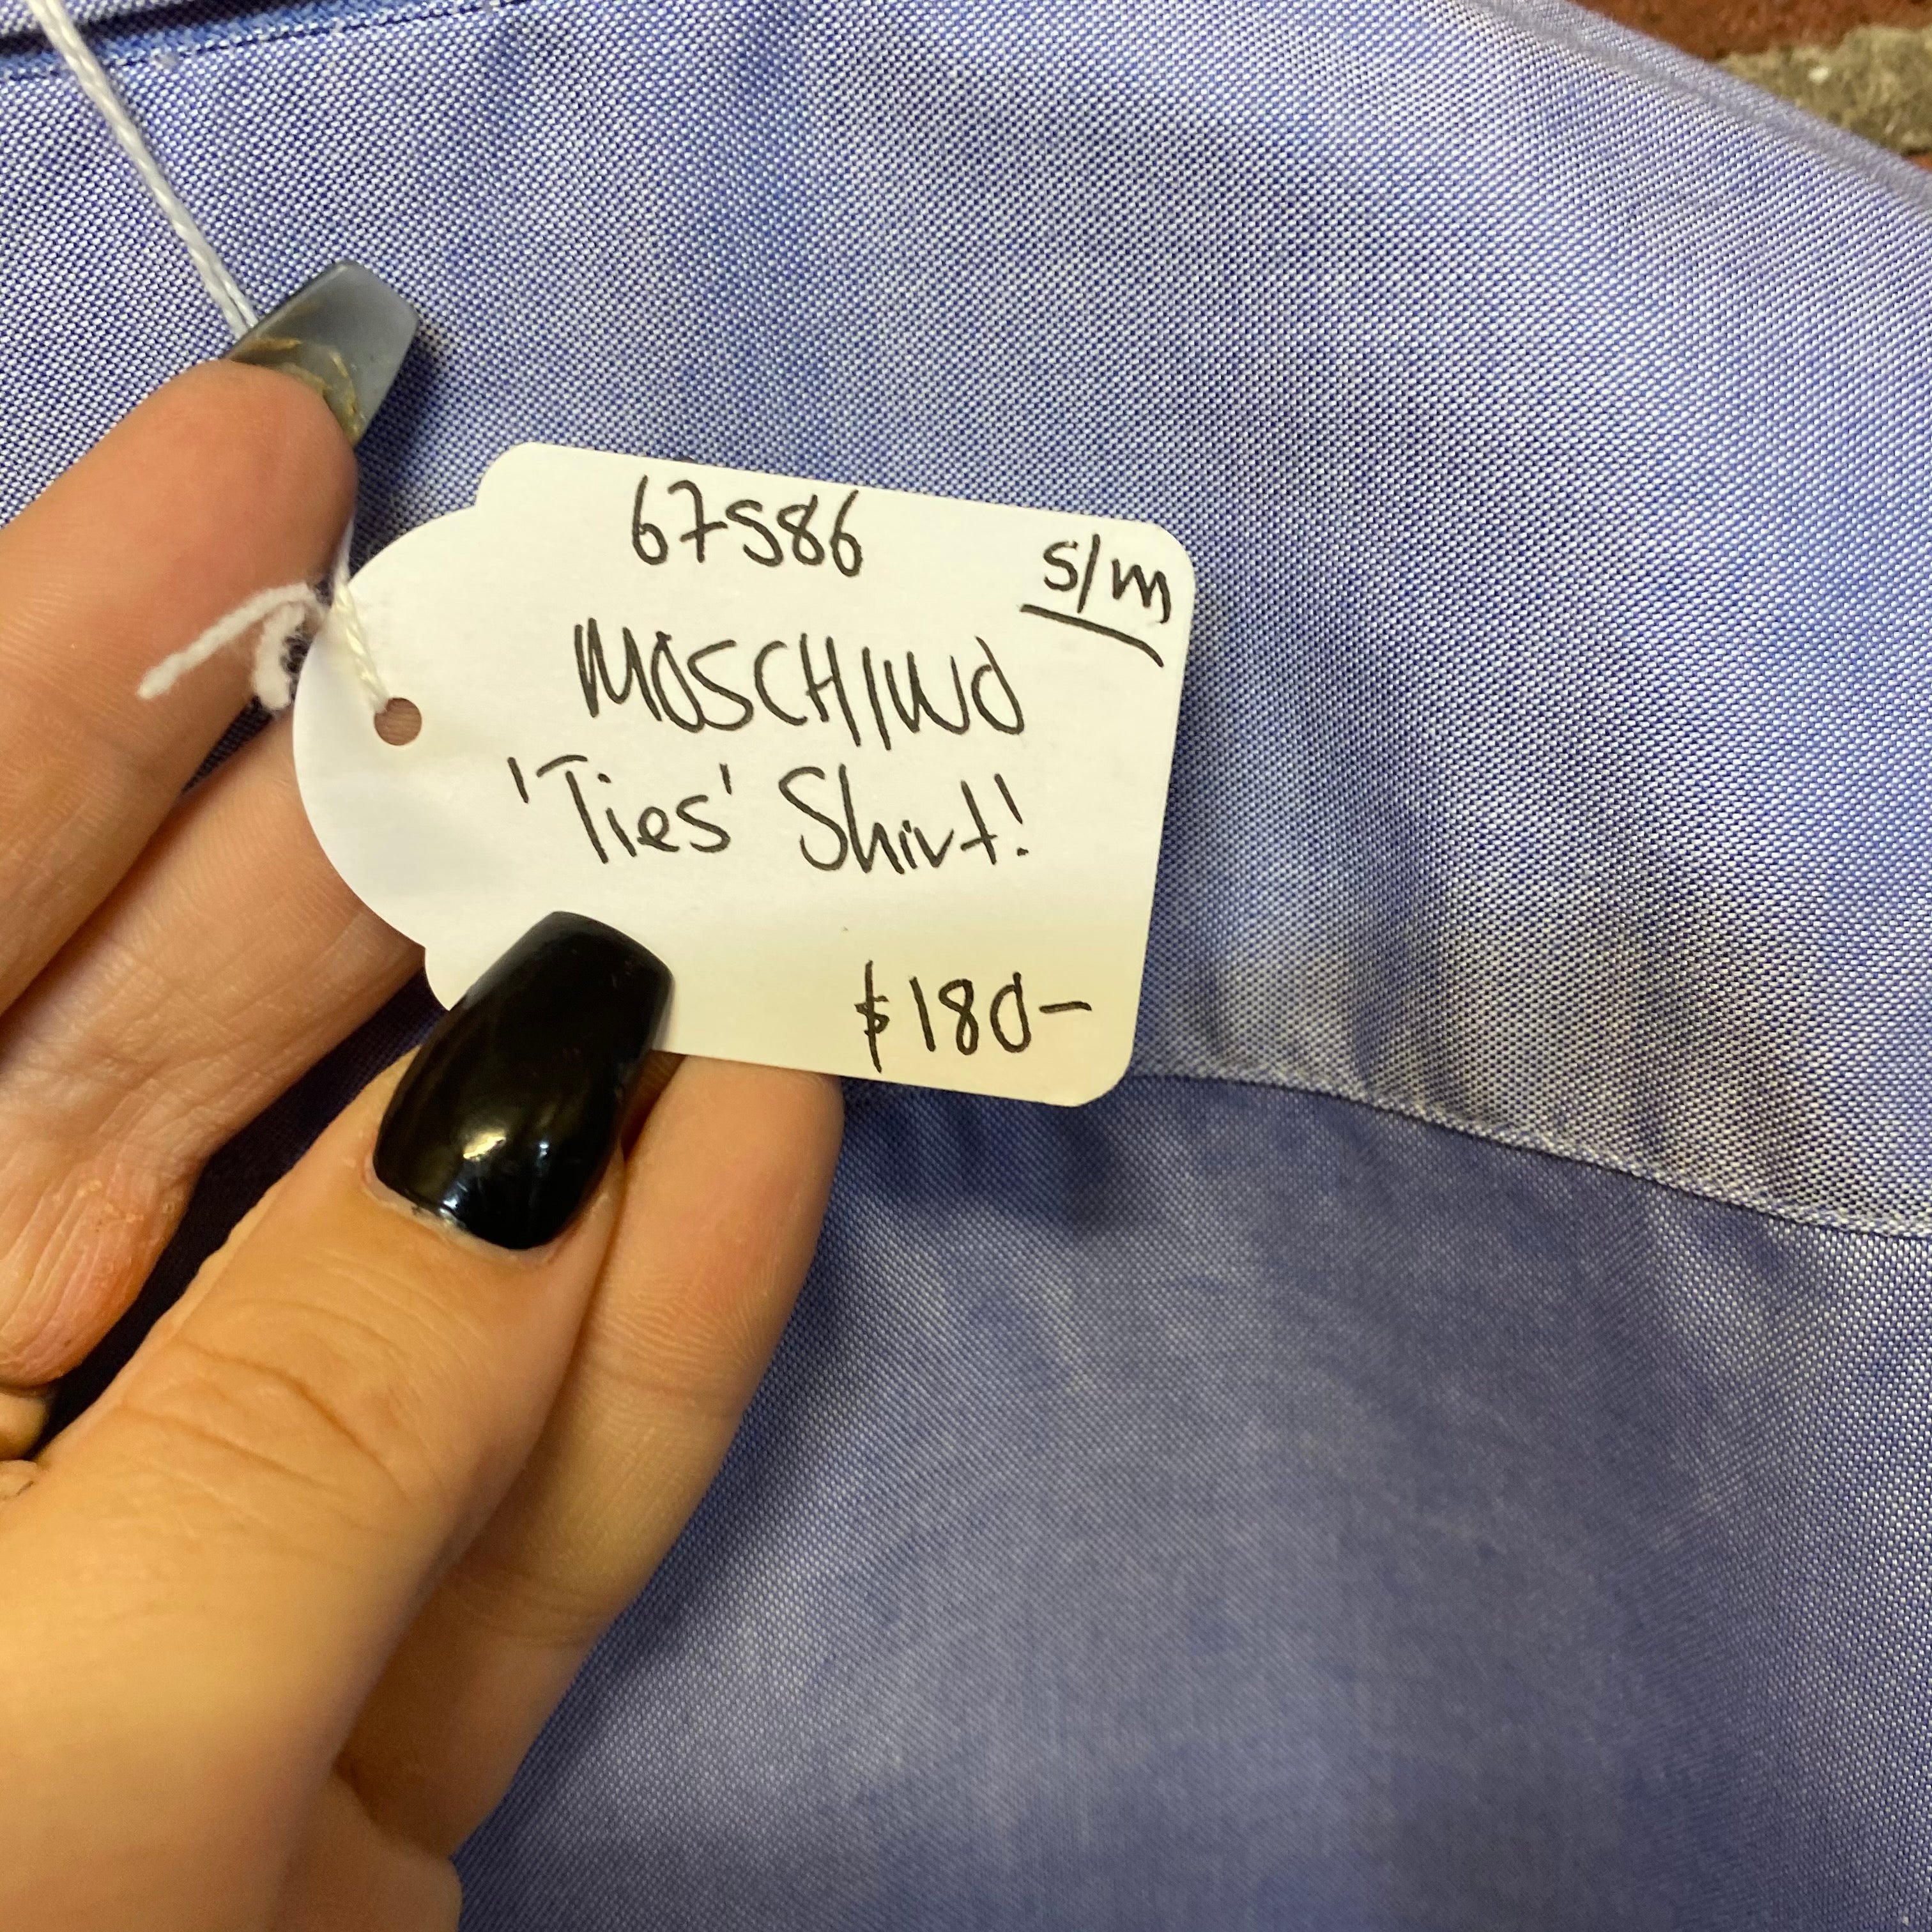 67586
S/M
MOSCHINO
'Ties' Shirt!
$180-